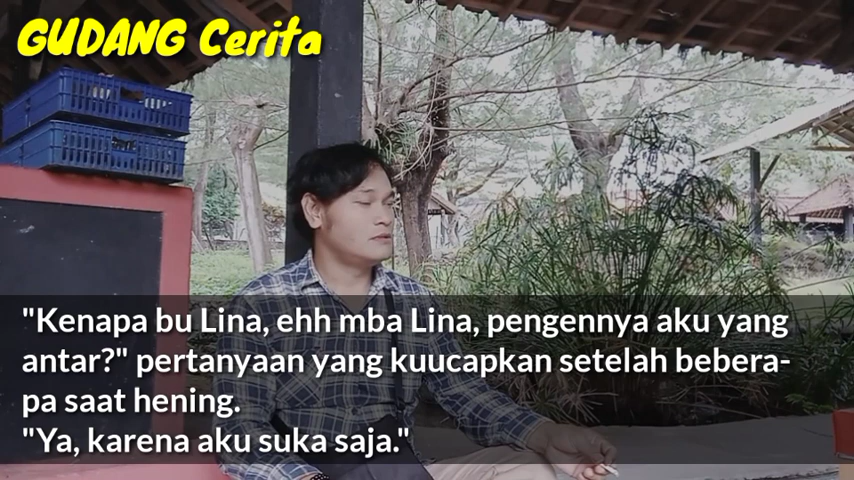 GUDANG Cerita
"Kenapa bu Lina, ehh mba Lina, pengennya aku yang
antar?" pertanyaan yang kuucapkan setelah bebera-
pa saat hening.
"Ya, karena aku suka saja."